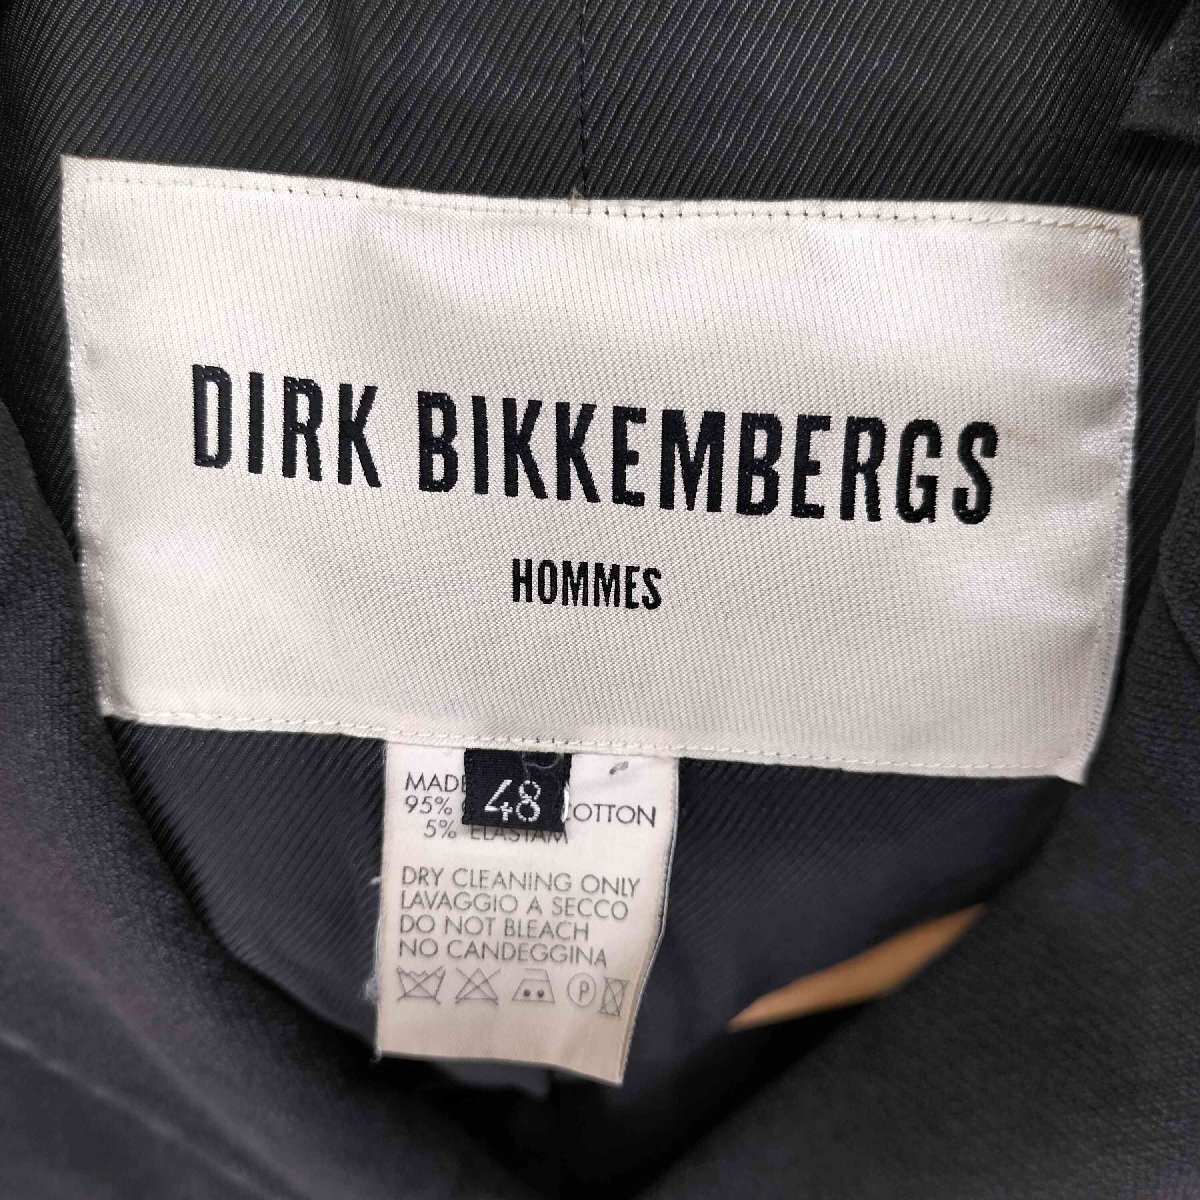 DIRK BIKKEMBERGS
HOMMES
MADE
48
95% COTTON
5% ELASTAM
DRY CLEANING ONLY
LAVAGGIO A SECCO
DO NOT BLEACH
NO CANDEGGINA
P